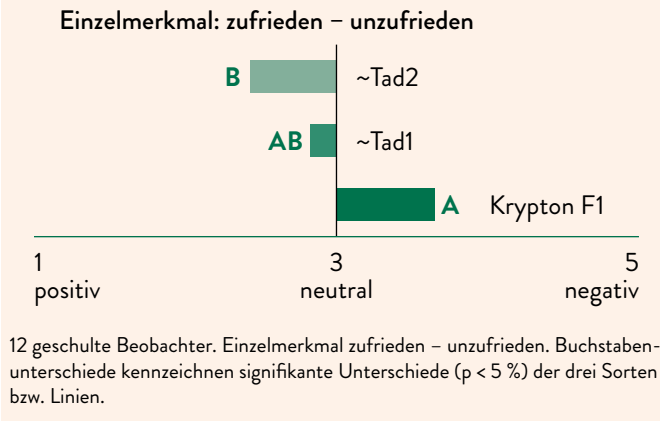 Einzelmerkmal: zufrieden – unzufrieden
B ~Tad2
AB ~Tad1
A Krypton F1
1 3 5
positiv neutral negativ
12 geschulte Beobachter. Einzelmerkmal zufrieden – unzufrieden. Buchstaben-
unterschiede kennzeichnen signifikante Unterschiede (p < 5 %) der drei Sorten
bzw. Linien.